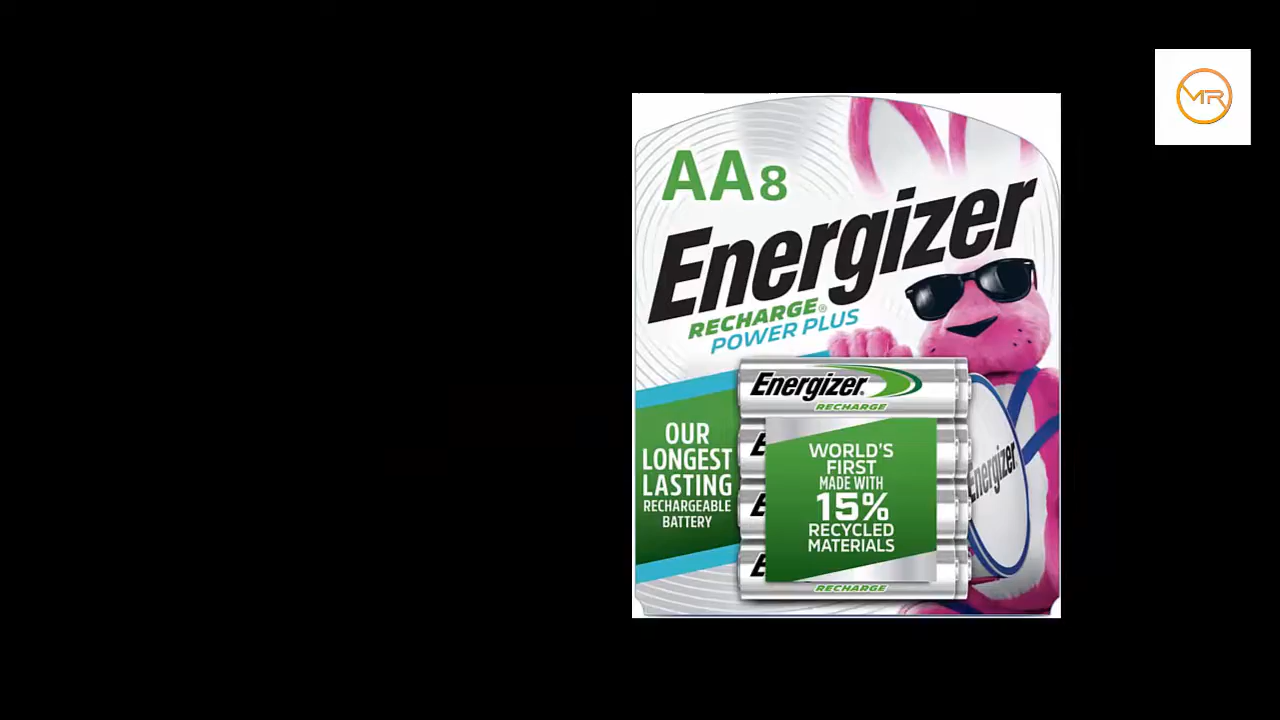 MR
AA8
Energizer
RECHARGE®
POWER PLUS
Energizer®
RECHARGE
OUR
LONGEST
LASTING
RECHARGEABLE
BATTERY
WORLD'S
FIRST
MADE WITH
15%
RECYCLED
MATERIALS
Energizer
E
E
E
RECHARGE